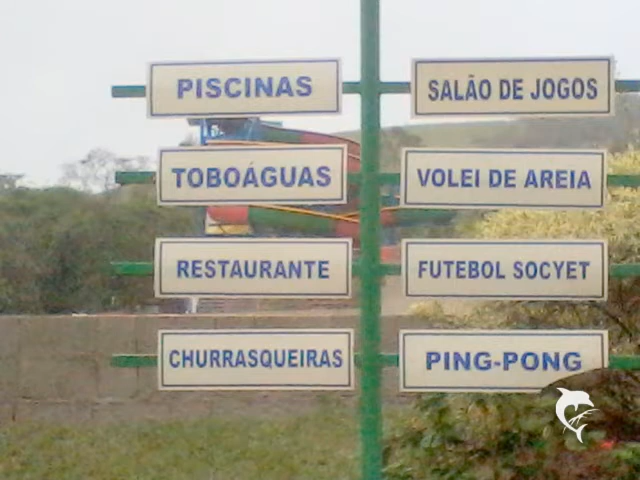 PISCINAS
SALÃO DE JOGOS
TOBOÁGUAS
VOLEI DE AREIA
RESTAURANTE
FUTEBOL SOCYET
CHURRASQUEIRAS
PING-PONG